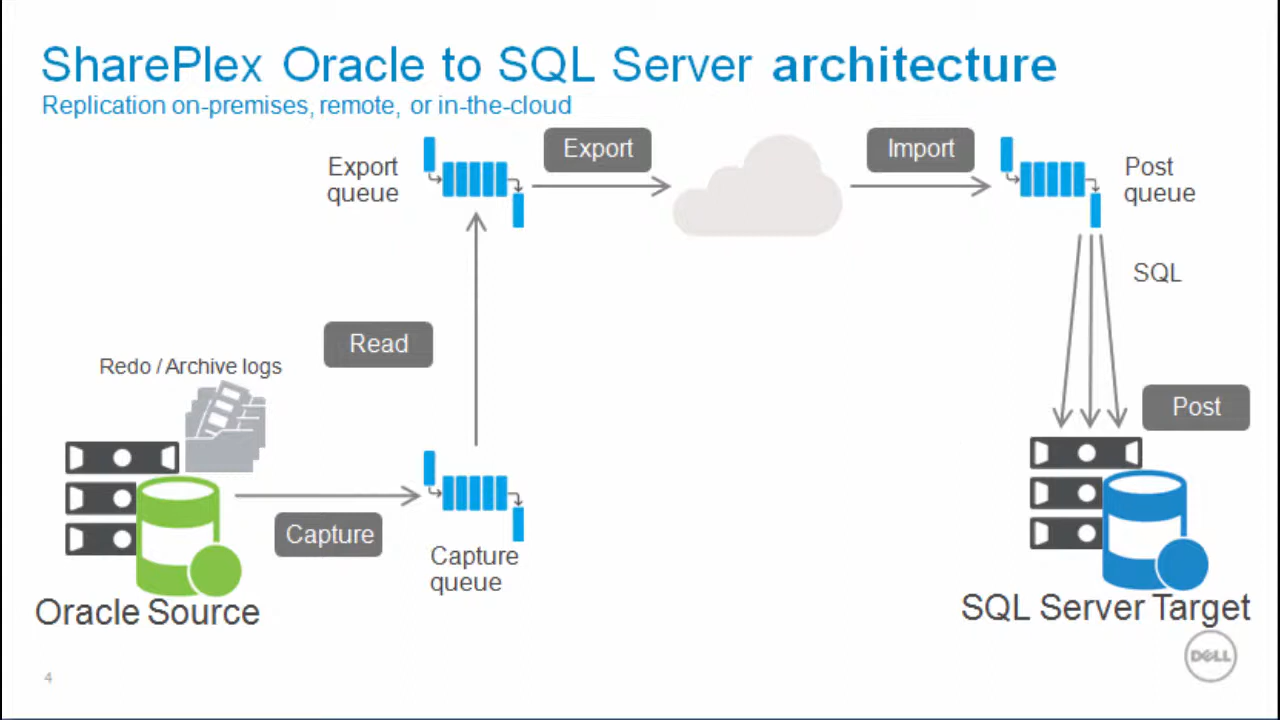 SharePlex Oracle to SQL Server architecture
Replication on-premises, remote, or in-the-cloud
Export
queue
Export
Import
Post
queue
SQL
Read
Redo / Archive logs
Post
Capture
Capture
queue
Oracle Source
SQL Server Target
DELL
4